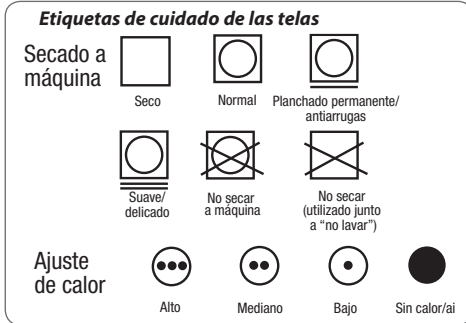 Etiquetas de cuidado de las telas
Secado a
máquina
Seco
Normal
Planchado permanente/
antiarrugas
Suave/
delicado
No secar
a máquina
No secar
(utilizado junto
a “no lavar”)
Ajuste
de calor
Alto
Mediano
Bajo
Sin calor/ai